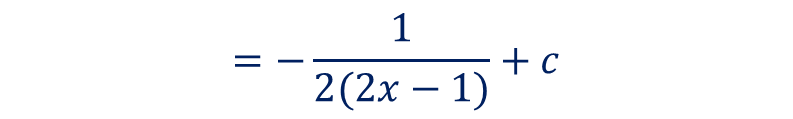 = − 1/2(2x − 1) + c